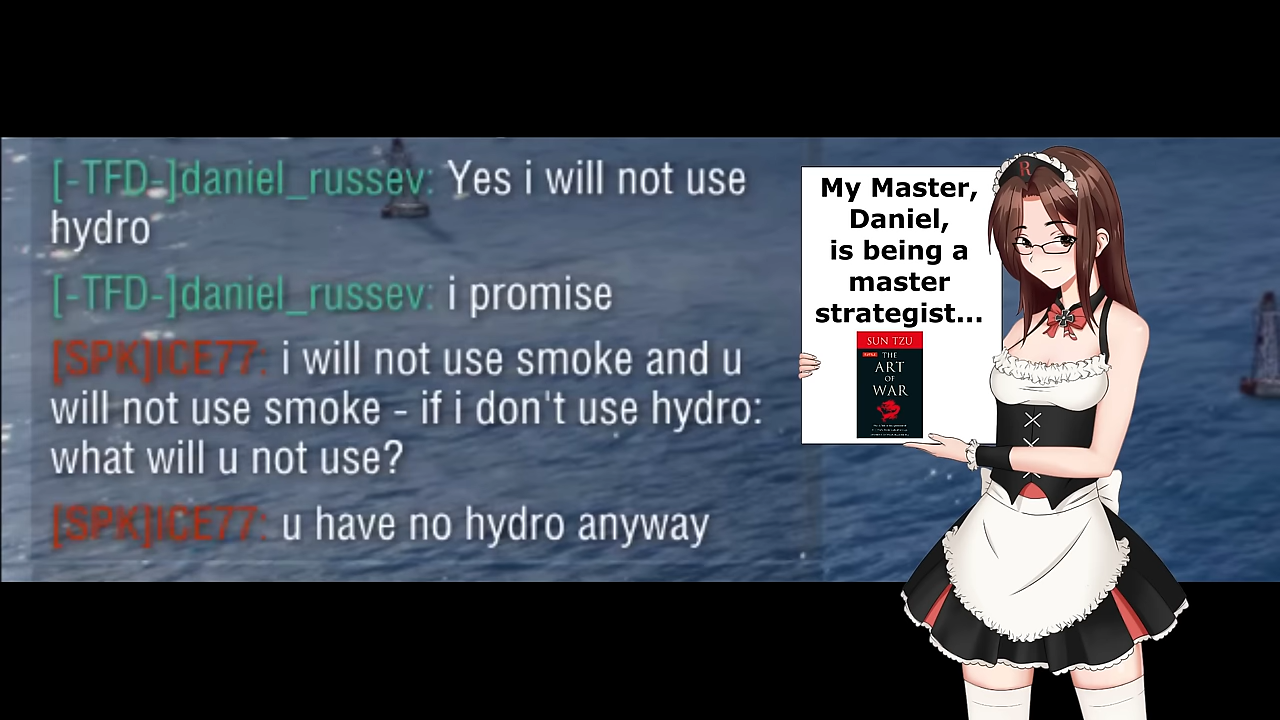 [-TFD-]daniel_russev: Yes i will not use
hydro
[-TFD-]daniel_russev: i promise
[SPK]ICE77: i will not use smoke and u
will not use smoke - if i don't use hydro:
what will u not use?
[SPK]ICE77: u have no hydro anyway
R
My Master,
Daniel,
is being a
master
strategist...
SUN TZU
THE
ART
OF
WAR